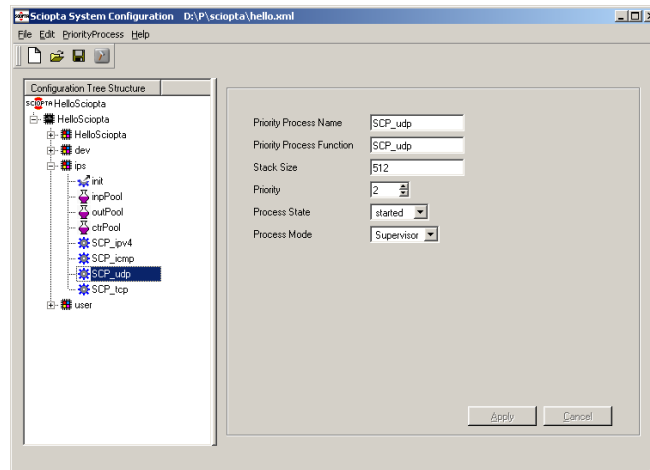 Sciopta System Configuration D:\P\sciopta\hello.xml
File Edit PriorityProcess Help
Configuration Tree Structure
SCIOPTA HelloSciopta
HelloSciopta
HelloSciopta
dev
ips
init
inpPool
outPool
ctrPool
SCP_ipv4
SCP_icmp
SCP_udp
SCP_tcp
user
Priority Process Name SCP_udp
Priority Process Function SCP_udp
Stack Size 512
Priority 2
Process State started
Process Mode Supervisor
Apply Cancel